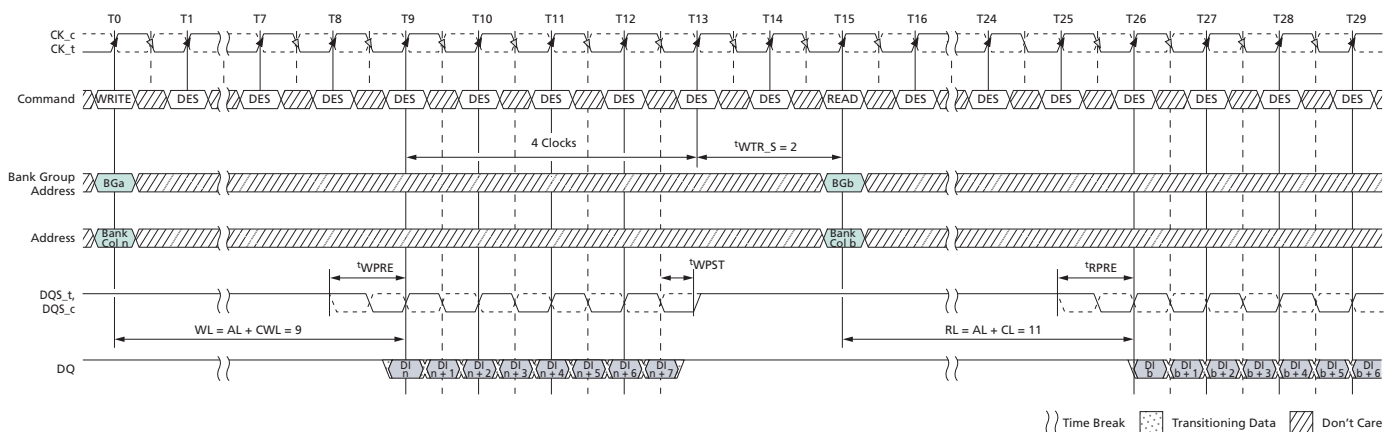 T0 T1 T7 T8 T9 T10 T11 T12 T13 T14 T15 T16 T24 T25 T26 T27 T28 T29
CK_c
CK_t
Command WRITE DES DES DES DES DES DES DES DES DES READ DES DES DES DES DES DES DES
4 Clocks tWTR_S = 2
Bank Group
Address
BGa BGb
Address
Bank
Col n
Bank
Col b
tWPRE tWPST tRPRE
DQS_t,
DQS_c
WL = AL + CWL = 9 RL = AL + CL = 11
DQ
DI
n
DI
n + 1
DI
n + 2
DI
n + 3
DI
n + 4
DI
n + 5
DI
n + 6
DI
n + 7
DI
b
DI
b + 1
DI
b + 2
DI
b + 3
DI
b + 4
DI
b + 5
DI
b + 6
Time Break Transitioning Data Don't Care